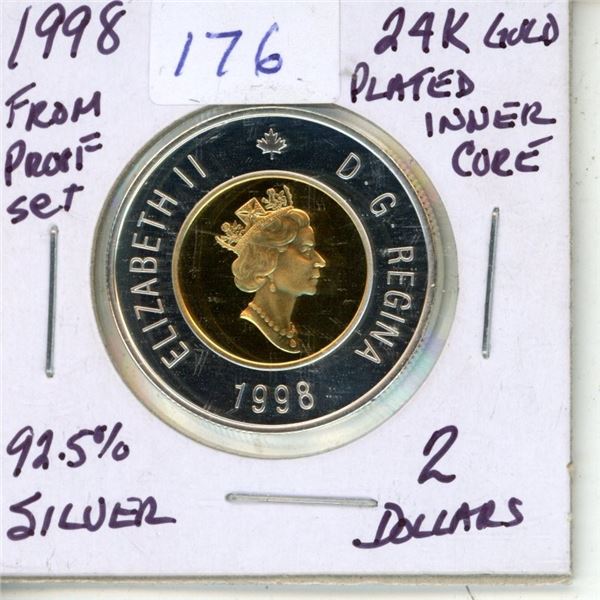 1998
FROM
PROOF
SET
176
24K GOLD
PLATED
INNER
CORE
ELIZABETH II
D. G. REGINA
1998
92.5%
SILVER
2
DOLLARS